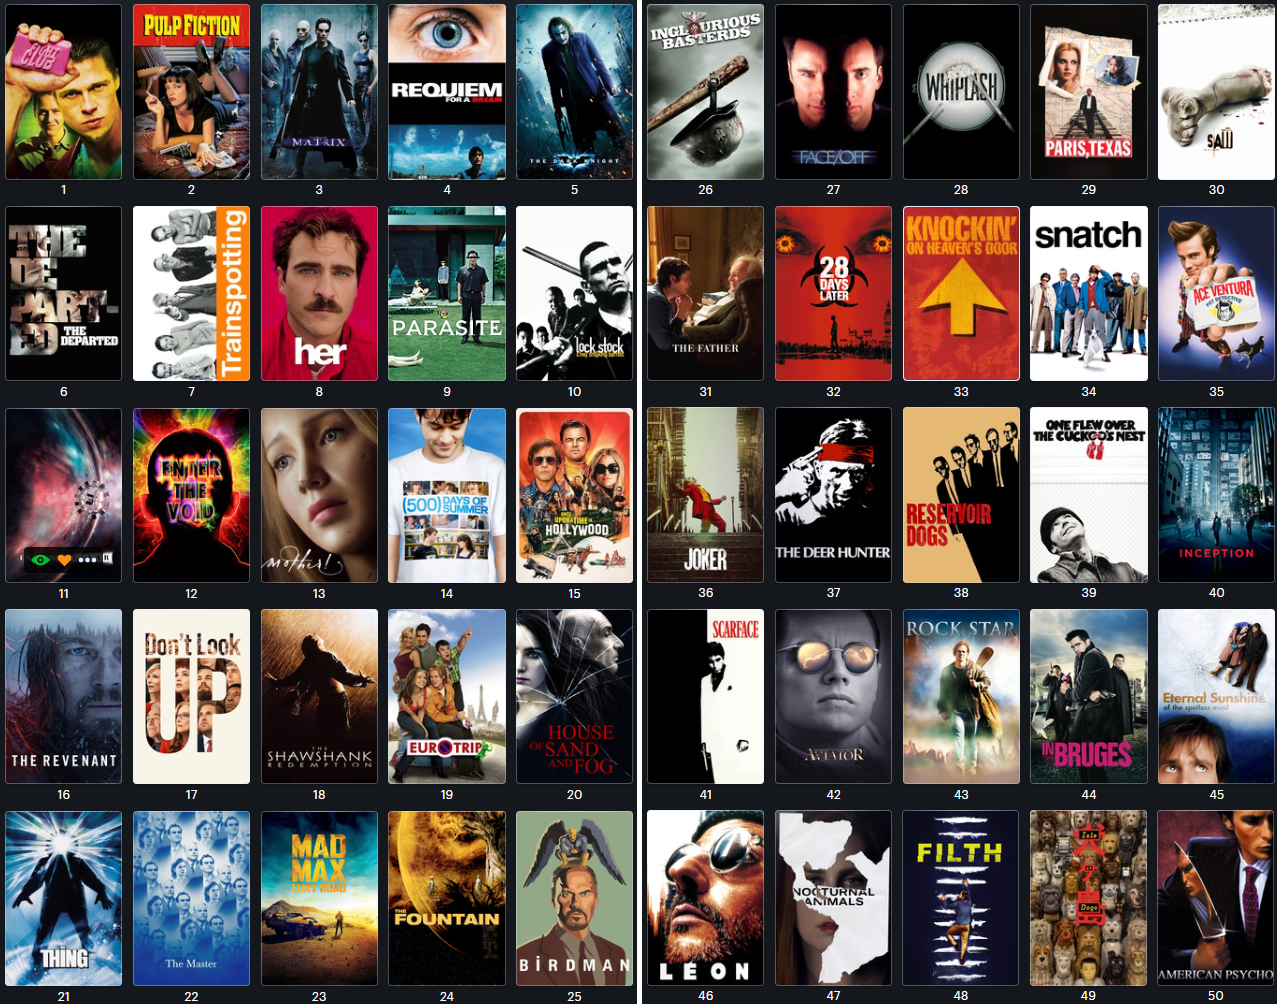 FIGHT
CLUB
PULP FICTION
MATRIX
REQUIEM
FOR A DREAM
THE DARK KNIGHT
INGLOURIOUS
BASTERDS
FACE/OFF
WHIPLASH
PARIS, TEXAS
SAW
1
2
3
4
5
26
27
28
29
30
THE
DE
PART-
ED
THE
DEPARTED
Trainspotting
her
PARASITE
lock, stock
THE FATHER
28
DAYS
LATER
KNOCKIN'
ON HEAVEN'S DOOR
snatch
ACE VENTURA
PET DETECTIVE
6
7
8
9
10
31
32
33
34
35
R
ENTER
THE
VOID
mother!
(500) DAYS OF
SUMMER
ONCE
UPON A TIME IN
HOLLYWOOD
JOKER
THE DEER HUNTER
RESERVOIR
DOGS
ONE FLEW OVER
THE CUCKOO'S NEST
INCEPTION
11
12
13
14
15
36
37
38
39
40
THE REVENANT
Don't Look
UP
THE
SHAWSHANK
REDEMPTION
EUROTRIP
HOUSE
OF SAND
AND FOG
SCARFACE
AVIATOR
ROCK STAR
IN
BRUGES
Eternal Sunshine
of the spotless mind
16
17
18
19
20
41
42
43
44
45
THE
THING
The Master
MAD
MAX
FURY ROAD
THE
FOUNTAIN
BIRDMAN
LEON
NOCTURNAL
ANIMALS
FILTH
Isle
of
Dogs
犬ヶ島
AMERICAN PSYCHO
21
22
23
24
25
46
47
48
49
50